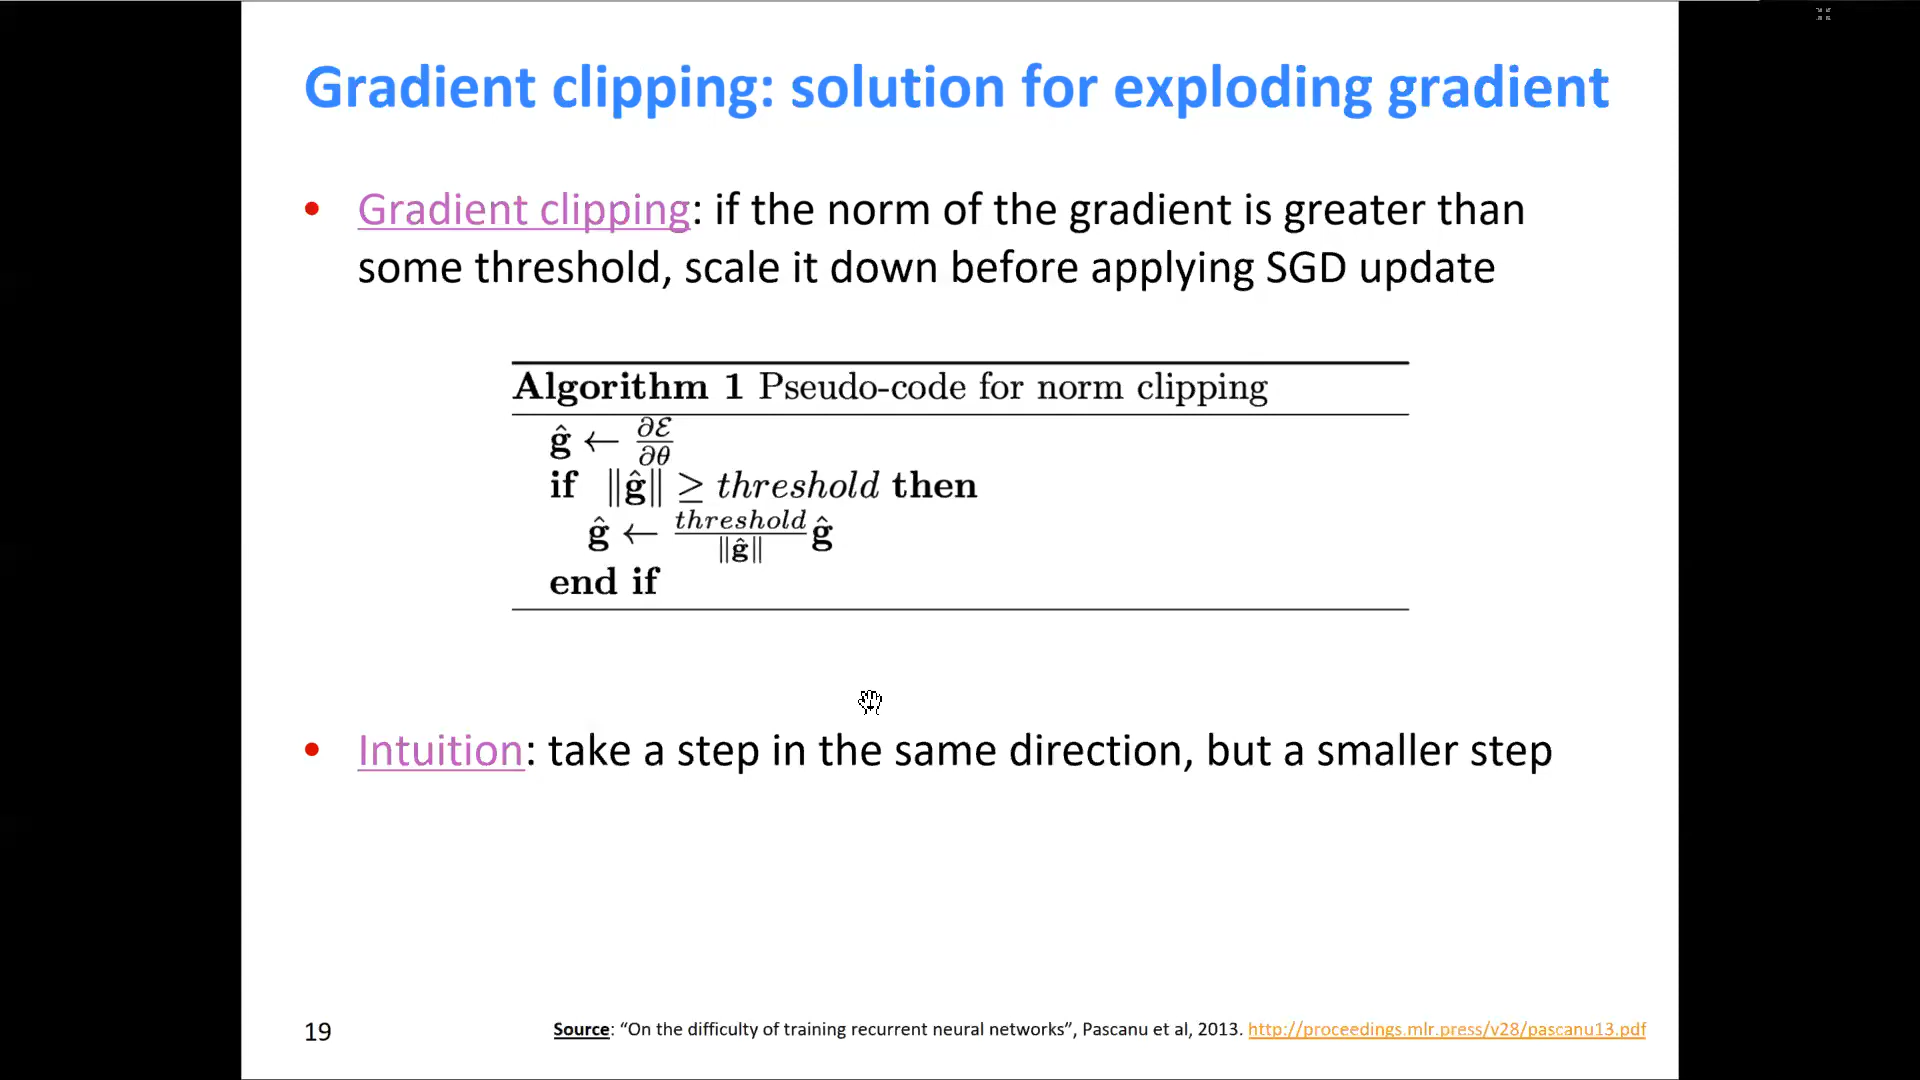 Gradient clipping: solution for exploding gradient
• Gradient clipping: if the norm of the gradient is greater than
some threshold, scale it down before applying SGD update
Algorithm 1 Pseudo-code for norm clipping
ĝ ← ∂ℰ/∂θ
if ‖ĝ‖ ≥ threshold then
ĝ ← threshold/‖ĝ‖ ĝ
end if
• Intuition: take a step in the same direction, but a smaller step
19
Source: “On the difficulty of training recurrent neural networks”, Pascanu et al, 2013. http://proceedings.mlr.press/v28/pascanu13.pdf